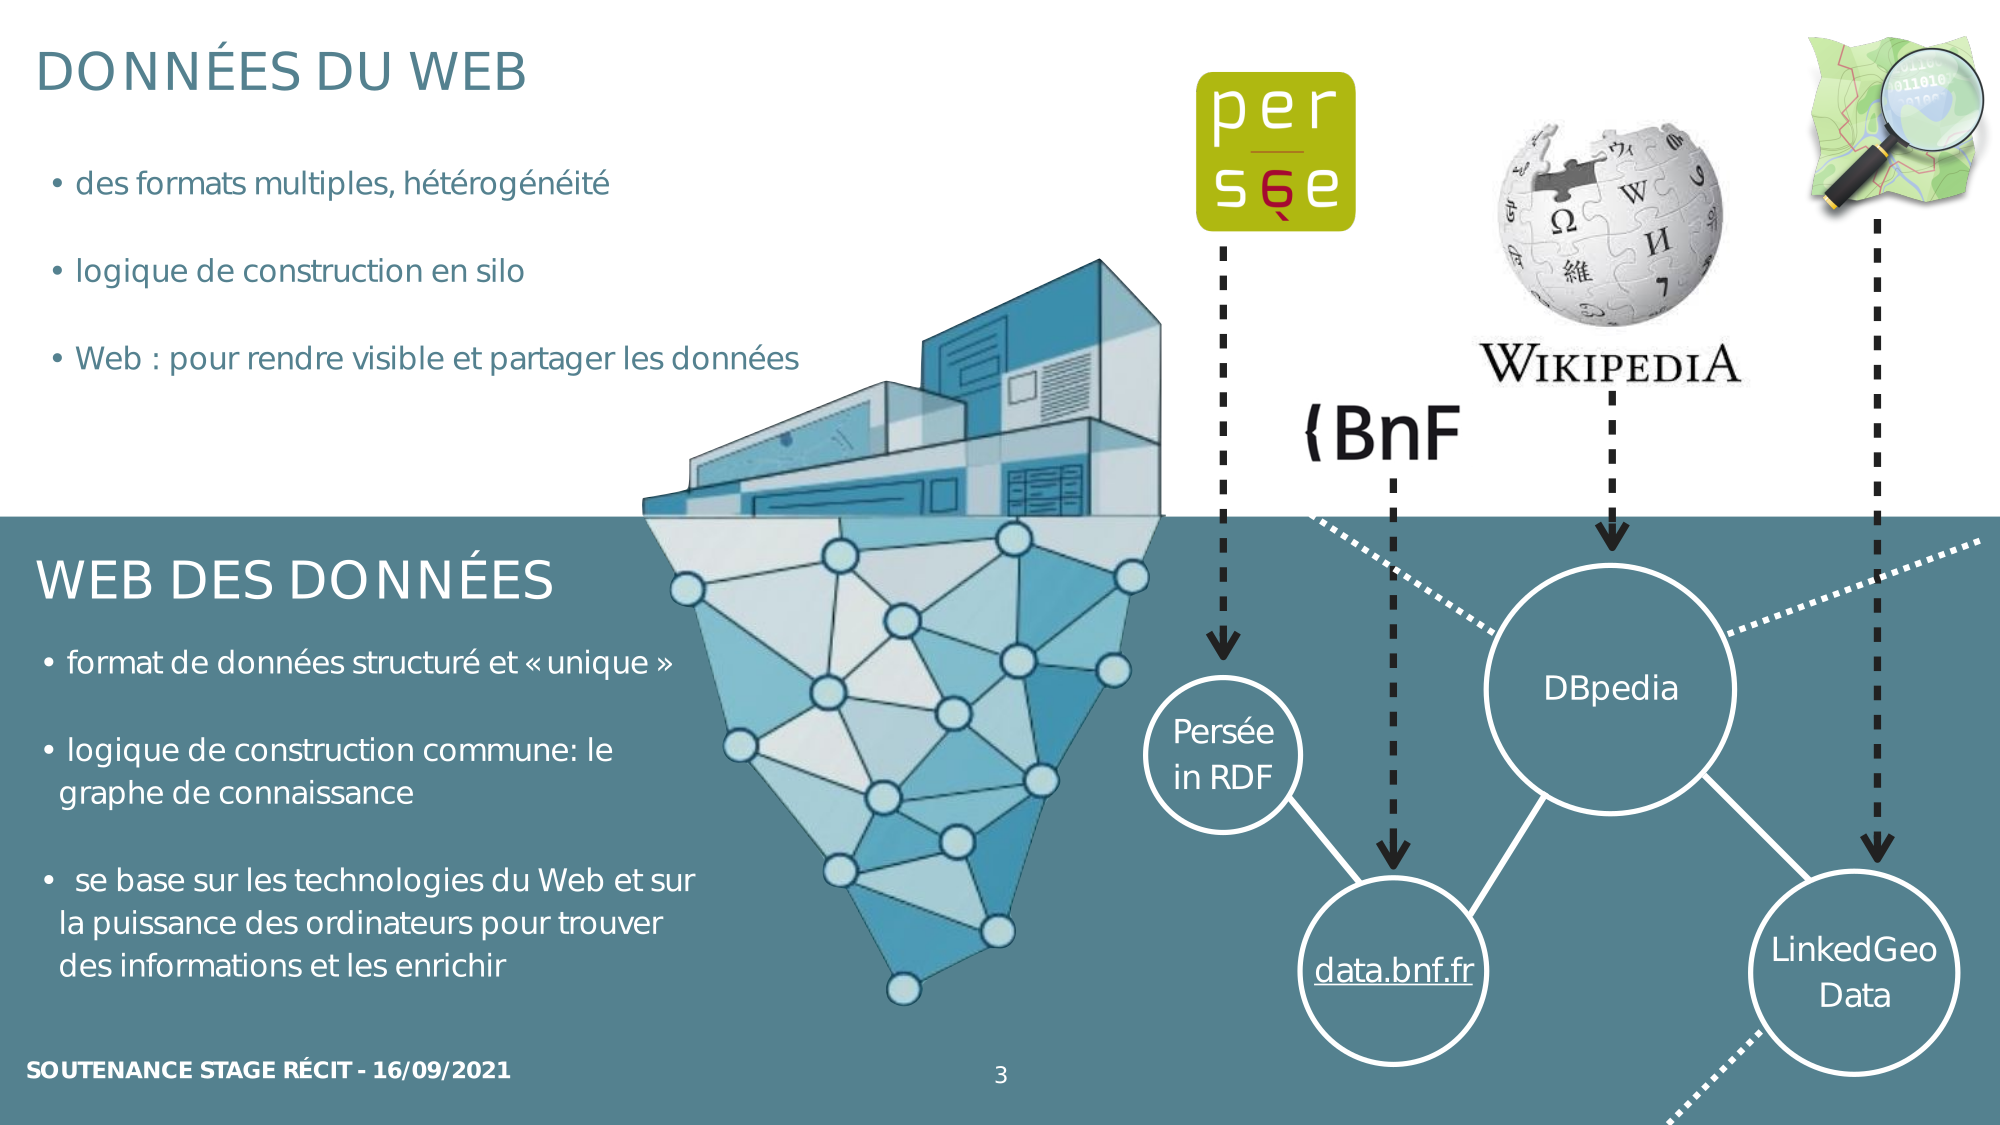 DONNÉES DU WEB
• des formats multiples, hétérogénéité
• logique de construction en silo
• Web : pour rendre visible et partager les données
per
sée
WIKIPEDIA
{BnF
WEB DES DONNÉES
• format de données structuré et « unique »
• logique de construction commune: le
graphe de connaissance
• se base sur les technologies du Web et sur
la puissance des ordinateurs pour trouver
des informations et les enrichir
DBpedia
Persée
in RDF
data.bnf.fr
LinkedGeo
Data
SOUTENANCE STAGE RÉCIT - 16/09/2021
3